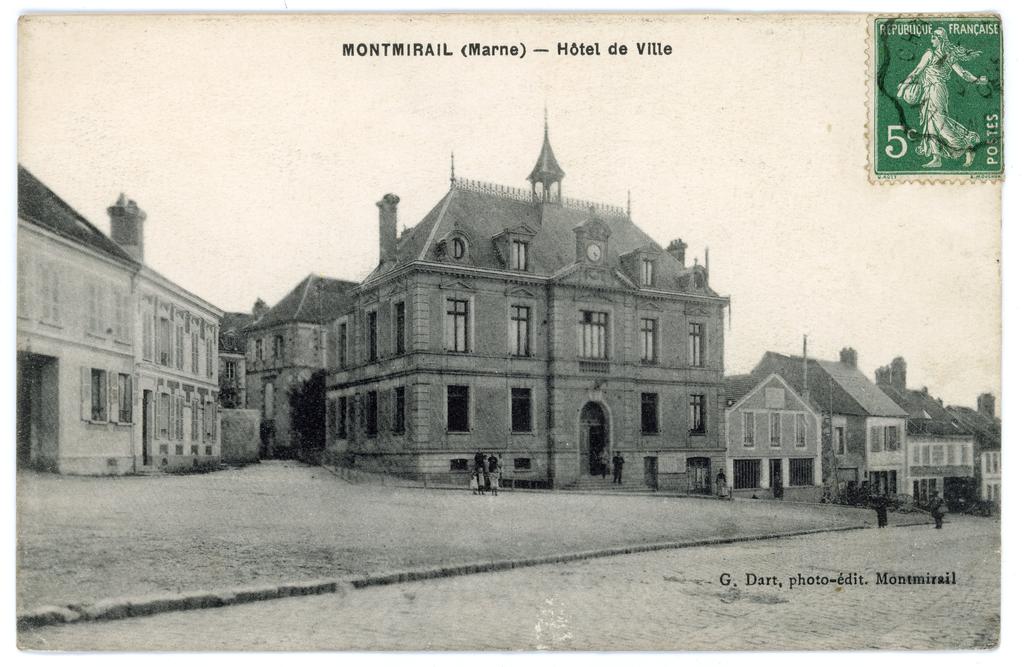 MONTMIRAIL (Marne) — Hôtel de Ville
RÉPUBLIQUE FRANÇAISE
5c
POSTES
G. Dart, photo-édit. Montmirail